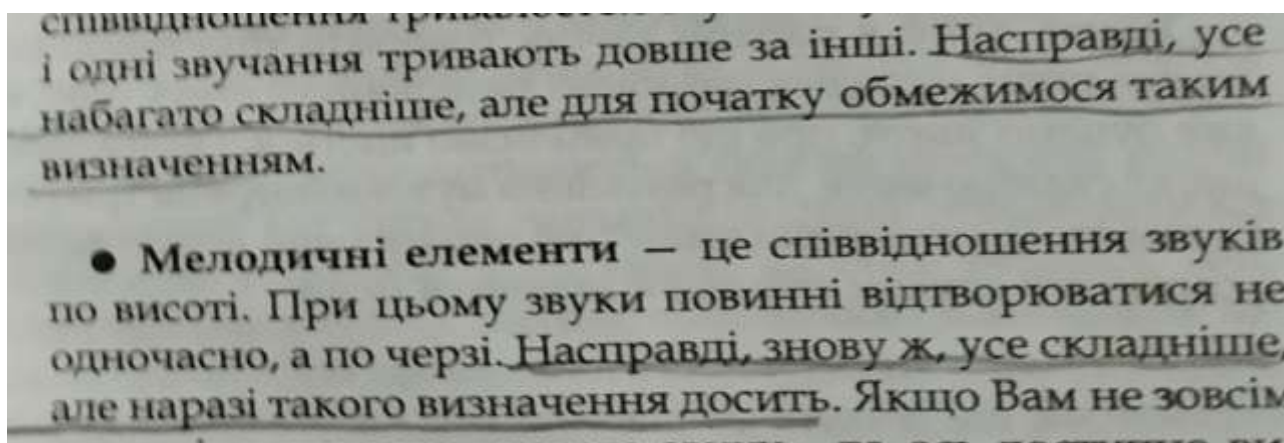 співвідношення
і одні звучання тривають довше за інші. Насправді, усе
набагато складніше, але для початку обмежимося таким
визначенням.
● Мелодичні елементи — це співвідношення звуків
по висоті. При цьому звуки повинні відтворюватися не
одночасно, а по черзі. Насправді, знову ж, усе складніше,
але наразі такого визначення досить. Якщо Вам не зовсім